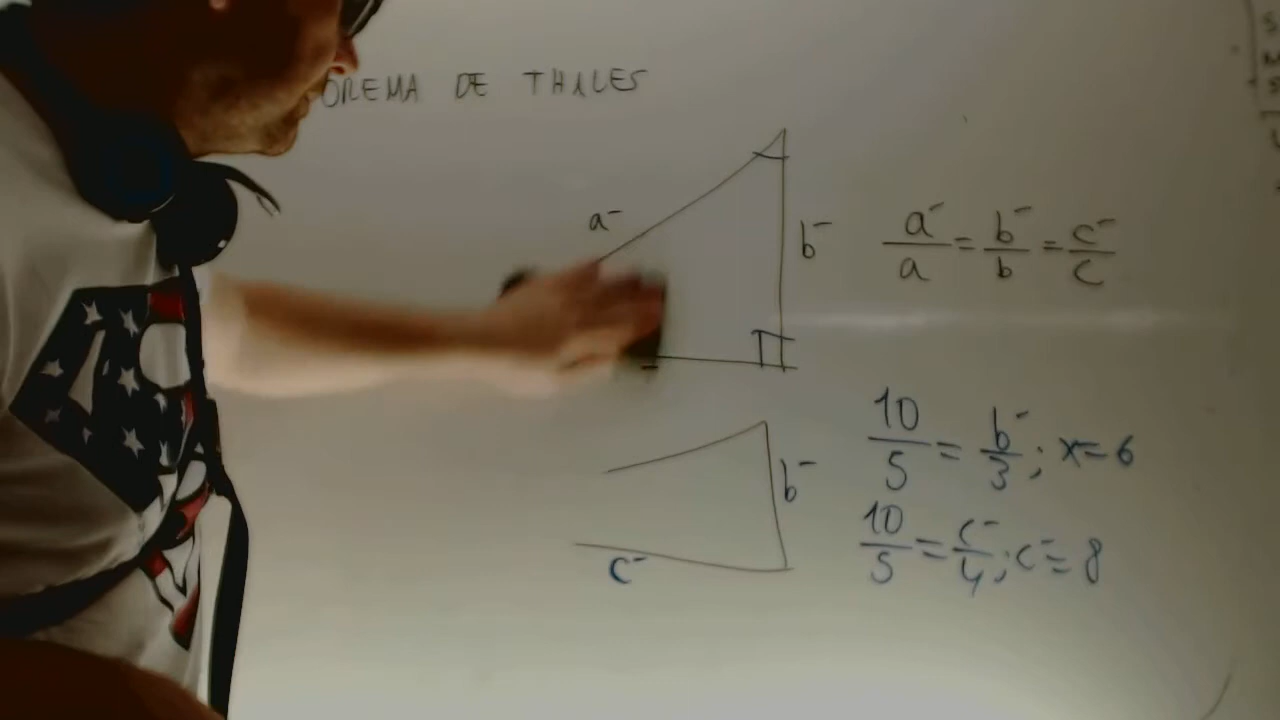 OREMA DE THALES
a-
b-
a-/a = b-/b = c-/c
10/5 = b-/3; x=6
b-
10/5 = c-/4; c-=8
c-